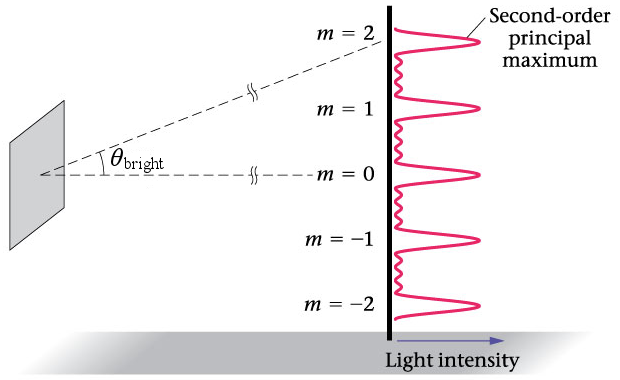 Second-order
principal
maximum
m = 2
m = 1
θbright
m = 0
m = −1
m = −2
Light intensity